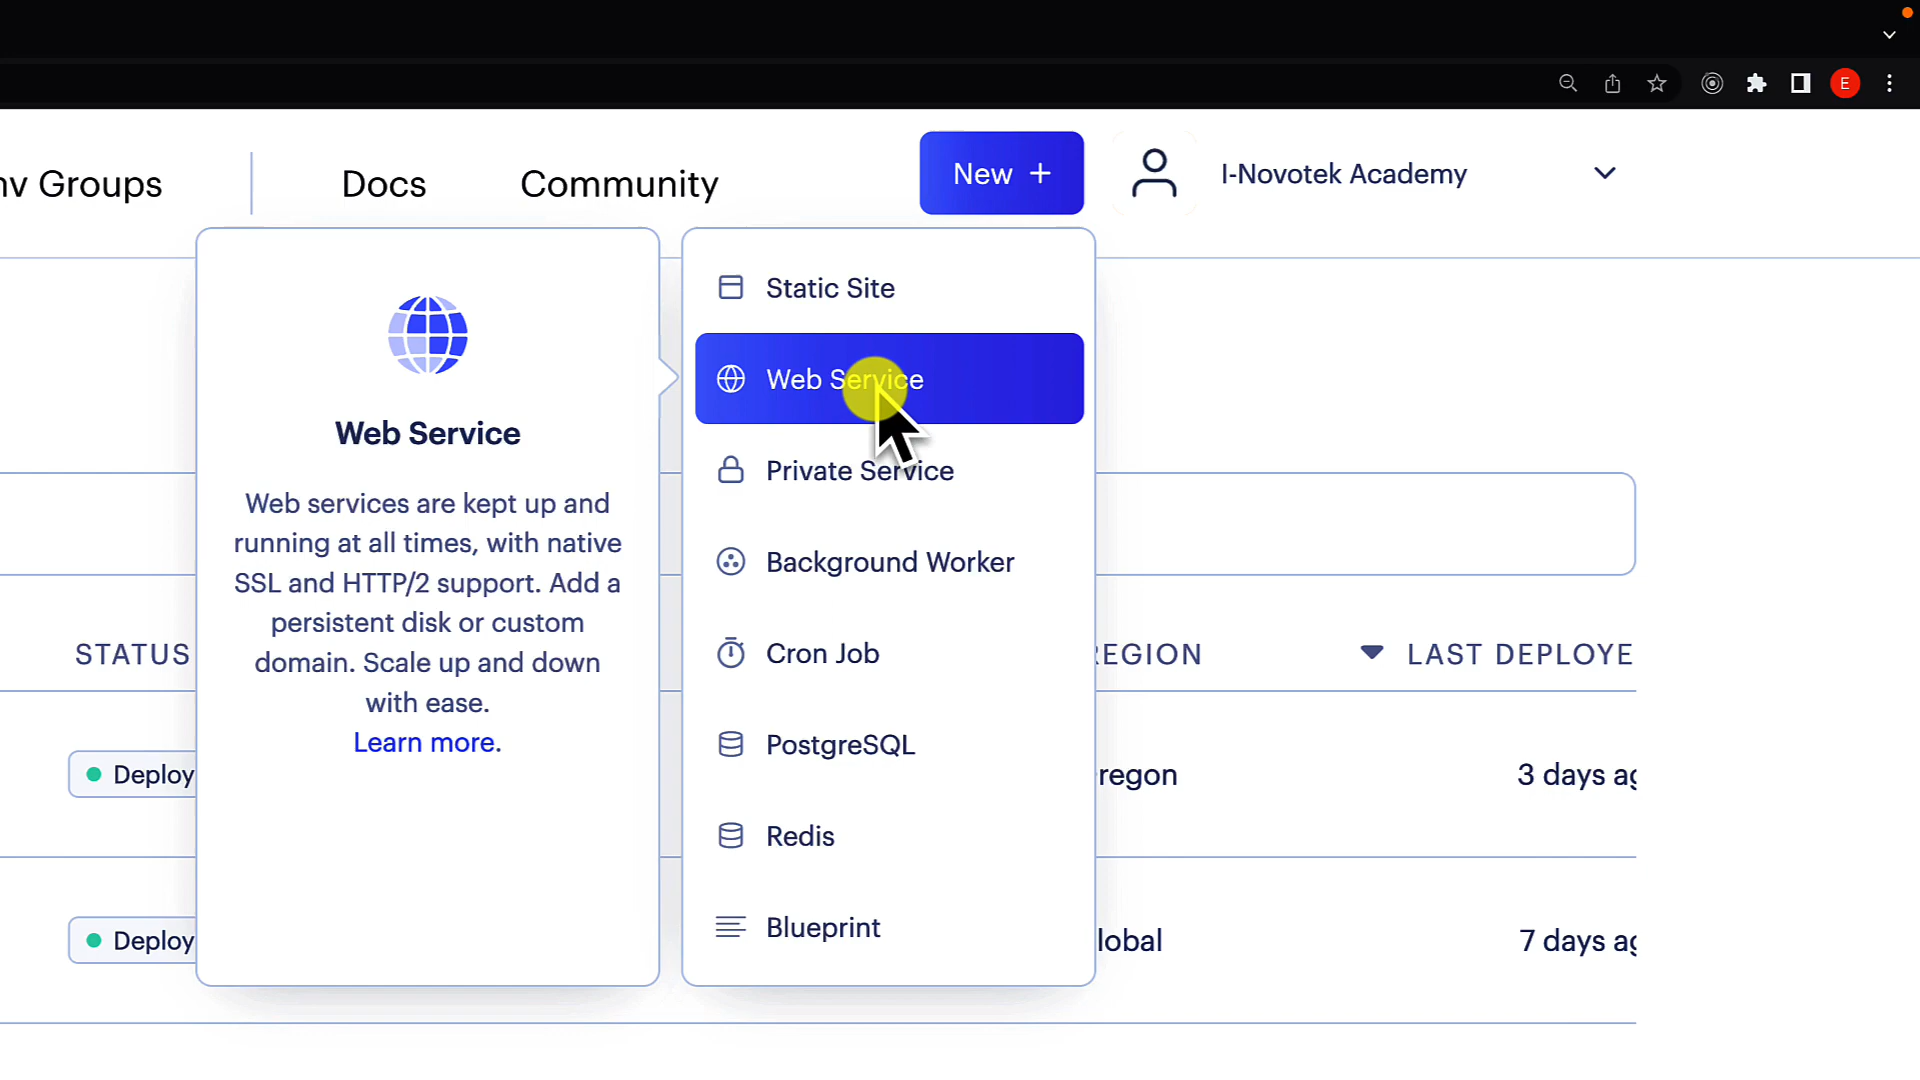 E
nv Groups
Docs
Community
New +
I-Novotek Academy
Web Service
Web services are kept up and
running at all times, with native
SSL and HTTP/2 support. Add a
persistent disk or custom
domain. Scale up and down
with ease.
Learn more.
Static Site
Web Service
Private Service
Background Worker
Cron Job
PostgreSQL
Redis
Blueprint
STATUS
REGION
LAST DEPLOYE
Deploy
regon
3 days ag
Deploy
lobal
7 days ag